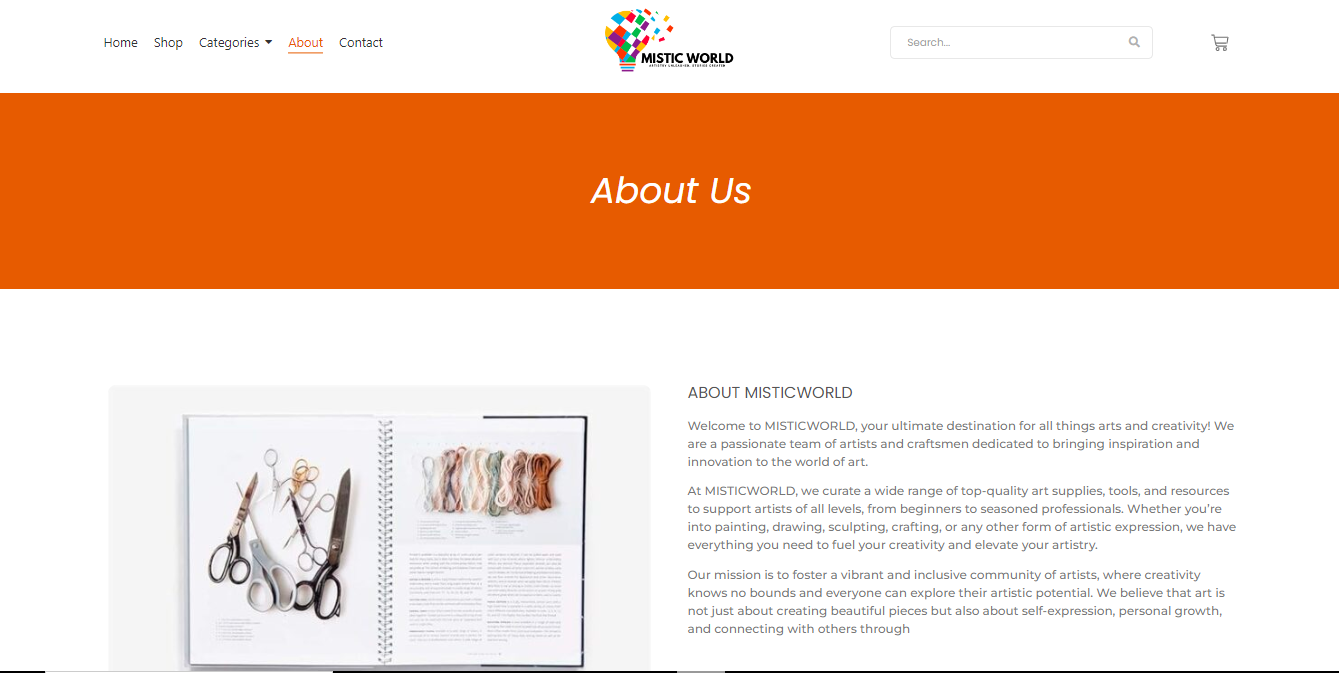 Home Shop Categories About Contact
MISTIC WORLD
Search...
About Us
ABOUT MISTICWORLD
Welcome to MISTICWORLD, your ultimate destination for all things arts and creativity! We
are a passionate team of artists and craftsmen dedicated to bringing inspiration and
innovation to the world of art.
At MISTICWORLD, we curate a wide range of top-quality art supplies, tools, and resources
to support artists of all levels, from beginners to seasoned professionals. Whether you’re
into painting, drawing, sculpting, crafting, or any other form of artistic expression, we have
everything you need to fuel your creativity and elevate your artistry.
Our mission is to foster a vibrant and inclusive community of artists, where creativity
knows no bounds and everyone can explore their artistic potential. We believe that art is
not just about creating beautiful pieces but also about self-expression, personal growth,
and connecting with others through